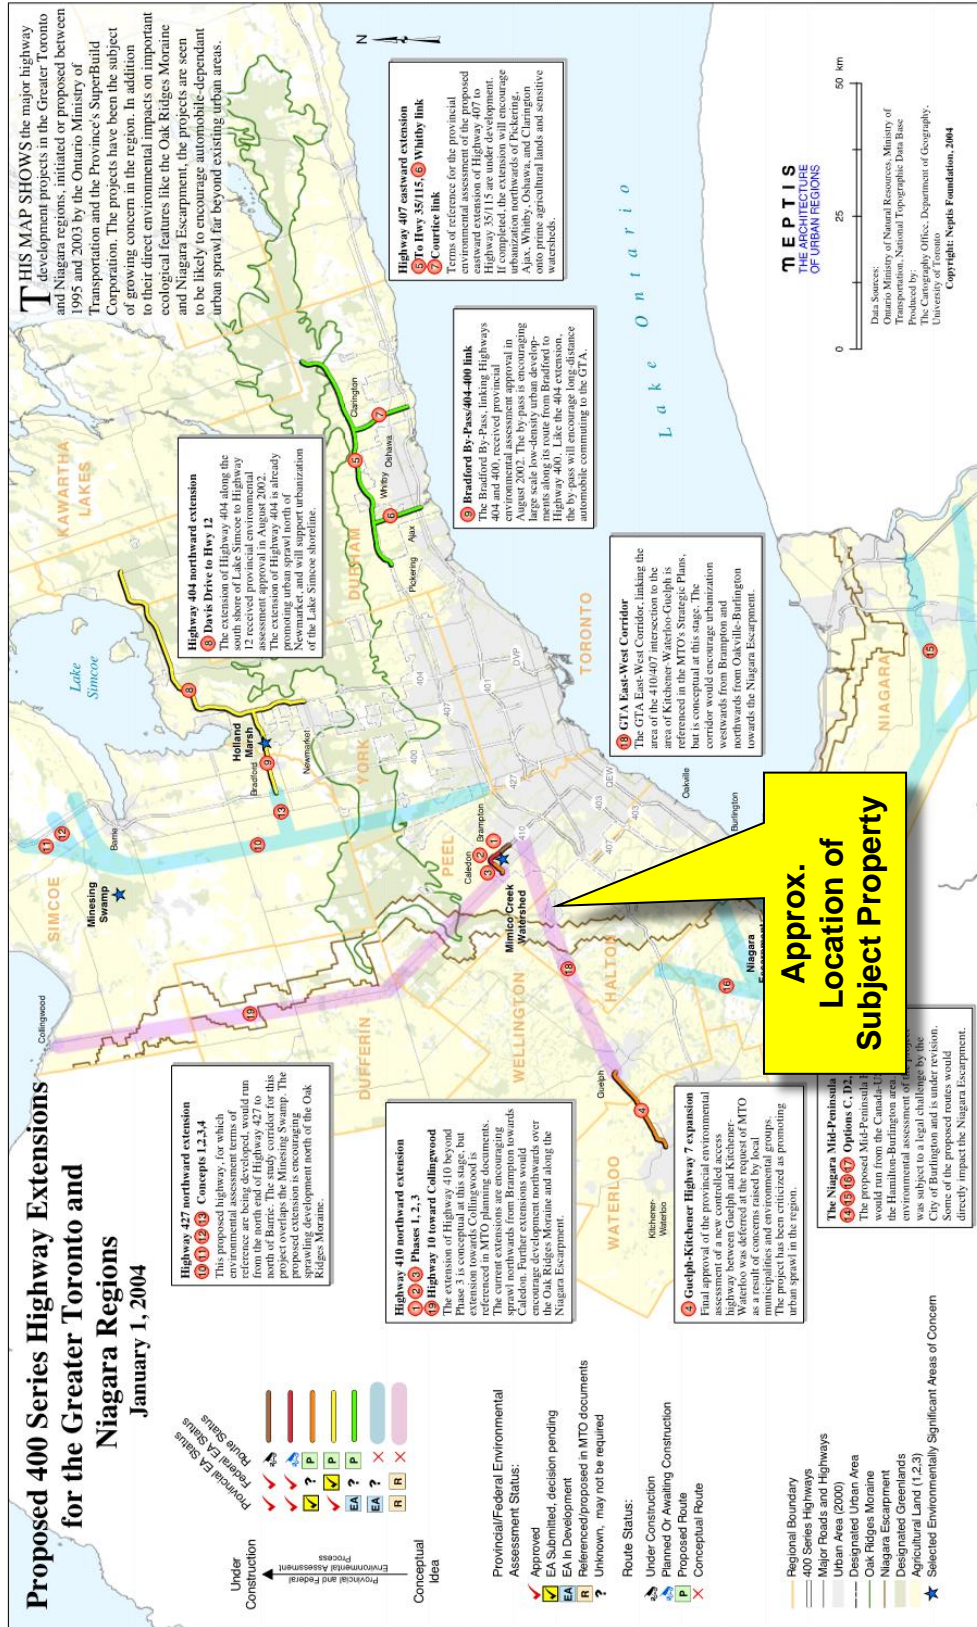 Proposed 400 Series Highway Extensions
for the Greater Toronto and
Niagara Regions
January 1, 2004
THIS MAP SHOWS the major highway
development projects in the Greater Toronto
and Niagara regions, initiated or proposed between
1995 and 2003 by the Ontario Ministry of
Transportation and the Province's SuperBuild
Corporation. The projects have been the subject
of growing concern in the region. In addition
to their direct environmental impacts on important
ecological features like the Oak Ridges Moraine
and Niagara Escarpment, the projects are seen
to be likely to encourage automobile-dependant
urban sprawl far beyond existing urban areas.
N
Highway 427 northward extension
10 11 12 13 Concepts 1,2,3,4
This proposed highway, for which
environmental assessment terms of
reference are being developed, would run
from the north end of Highway 427 to
north of Barrie. The study corridor for this
project overlaps the Minesing Swamp. The
proposed extension is encouraging
sprawling development north of the Oak
Ridges Moraine.
Highway 410 northward extension
1 2 3 Phases 1, 2, 3
19 Highway 10 toward Collingwood
The extension of Highway 410 beyond
Phase 3 is conceptual at this stage, but
extension towards Collingwood is
referenced in MTO planning documents.
The current extensions are encouraging
sprawl northwards from Brampton towards
Caledon. Further extensions would
encourage development northwards over
the Oak Ridges Moraine and along the
Niagara Escarpment.
4 Guelph-Kitchener Highway 7 expansion
Final approval of the provincial environmental
assessment of a new controlled access
highway between Guelph and Kitchener-
Waterloo was deferred at the request of MTO
as a result of concerns raised by local
municipalities and environmental groups.
The project has been criticized as promoting
urban sprawl in the region.
The Niagara Mid-Peninsula
14 15 16 17 Options C, D2,
The proposed Mid-Peninsula
would run from the Canada-U
the Hamilton-Burlington area.
environmental assessment of the project
was subject to a legal challenge by the
City of Burlington and is under revision.
Some of the proposed routes would
directly impact the Niagara Escarpment.
Highway 404 northward extension
8 Davis Drive to Hwy 12
The extension of Highway 404 along the
south shore of Lake Simcoe to Highway
12 received provincial environmental
assessment approval in August 2002.
The extension of Highway 404 is already
promoting urban sprawl north of
Newmarket, and will support urbanization
of the Lake Simcoe shoreline.
9 Bradford By-Pass/404-400 link
The Bradford By-Pass, linking Highways
404 and 400, received provincial
environmental assessment approval in
August 2002. The by-pass is encouraging
large scale low-density urban develop-
ments along its route from Bradford to
Highway 400. Like the 404 extension,
the by-pass will encourage long-distance
automobile commuting to the GTA.
18 GTA East-West Corridor
The GTA East-West Corridor, linking the
area of the 410/407 intersection to the
area of Kitchener-Waterloo-Guelph is
referenced in the MTO's Strategic Plans,
but is conceptual at this stage. The
corridor would encourage urbanization
westwards from Brampton and
northwards from Oakville-Burlington
towards the Niagara Escarpment.
Highway 407 eastward extension
5 To Hwy 35/115, 6 Whitby link
7 Courtice link
Terms of reference for the provincial
environmental assessment of the proposed
eastward extension of Highway 407 to
Highway 35/115 are under development.
If completed, the extension will encourage
urbanization northwards of Pickering,
Ajax, Whitby, Oshawa, and Clarington
onto prime agricultural lands and sensitive
watersheds.
Approx.
Location of
Subject Property
Collingwood
SIMCOE
Minesing
Swamp
11
12
Barrie
Lake
Simcoe
KAWARTHA
LAKES
10
13
Bradford
9
Holland
Marsh
8
Newmarket
YORK
DURHAM
Clarington
Oshawa
Whitby
Ajax
Pickering
5
6
7
19
DUFFERIN
PEEL
Caledon
Brampton
1
2
3
Mimico Creek
Watershed
WELLINGTON
18
HALTON
Guelph
4
Kitchener-
Waterloo
WATERLOO
16
Niagara
TORONTO
Oakville
Burlington
400
404
407
401
DVP
427
410
403
QEW
407
403
Lake Ontario
NIAGARA
15
Under
Construction
Provincial and Federal
Environmental Assessment
Process
Conceptual
Idea
Provincial EA Status
Federal EA Status
Route Status
? P
P
EA ? P
EA ?
R
R
Provincial/Federal Environmental
Assessment Status:
Approved
EA Submitted, decision pending
EA EA In Development
R Referenced/proposed in MTO documents
? Unknown, may not be required
Route Status:
Under Construction
Planned Or Awaiting Construction
P Proposed Route
Conceptual Route
Regional Boundary
400 Series Highways
Major Roads and Highways
Urban Area (2000)
Designated Urban Area
Oak Ridges Moraine
Niagara Escarpment
Designated Greenlands
Agricultural Land (1,2,3)
Selected Environmentally Significant Areas of Concern
NEPTIS
THE ARCHITECTURE
OF URBAN REGIONS
0 25 50
km
Data Sources:
Ontario Ministry of Natural Resources, Ministry of
Transportation, National Topographic Data Base
Produced by:
The Cartography Office, Department of Geography,
University of Toronto
Copyright: Neptis Foundation, 2004